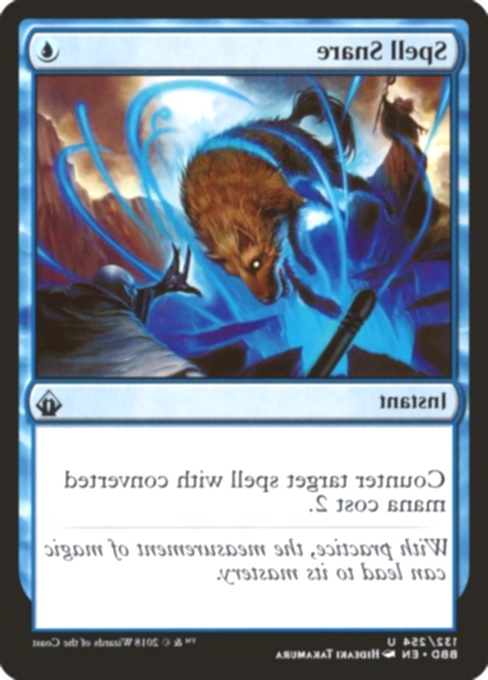 Spell Snare
Instant
Counter target spell with converted
mana cost 2.
With practice, the measurement of magic
can lead to its mastery.
132/254 U
BBD • EN HIDEAKI TAKAMURA
™ & © 2018 Wizards of the Coast